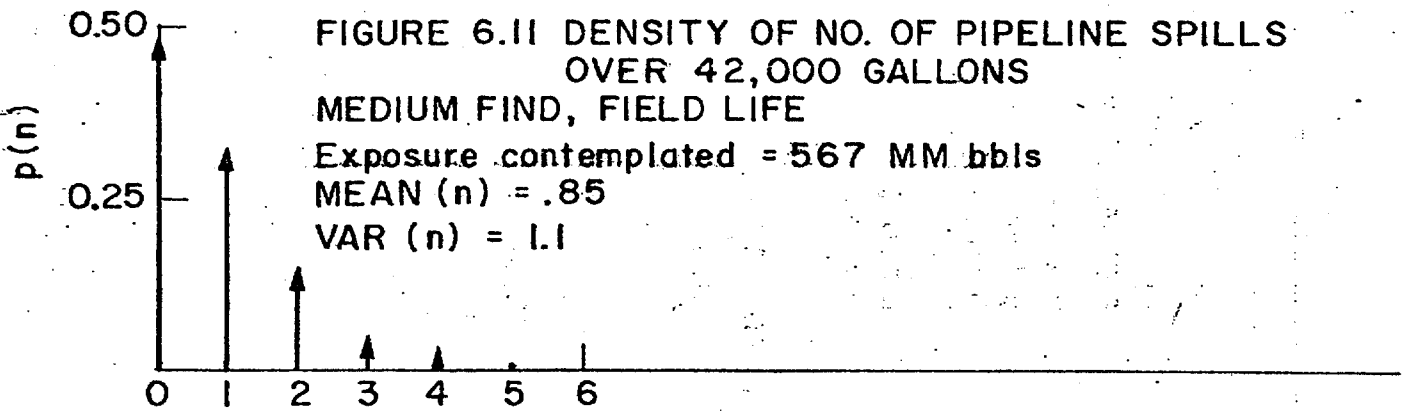 0.50
FIGURE 6.11 DENSITY OF NO. OF PIPELINE SPILLS
OVER 42,000 GALLONS
MEDIUM FIND, FIELD LIFE
p(n)
Exposure contemplated = 567 MM bbls
0.25
MEAN (n) = .85
VAR (n) = 1.1
0 1 2 3 4 5 6